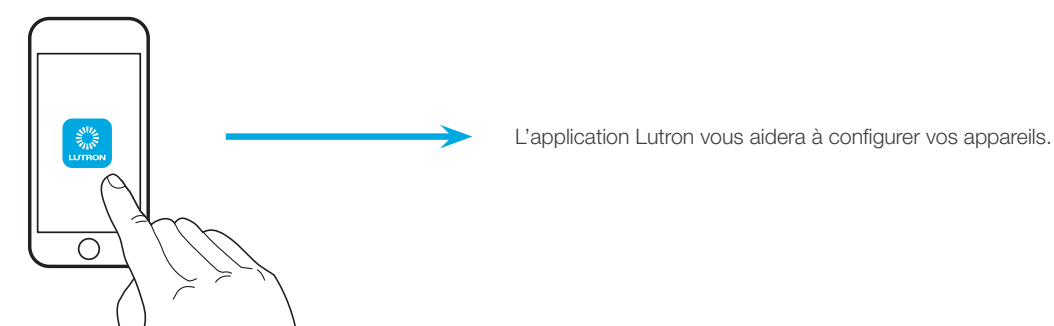 LUTRON
L’application Lutron vous aidera à configurer vos appareils.